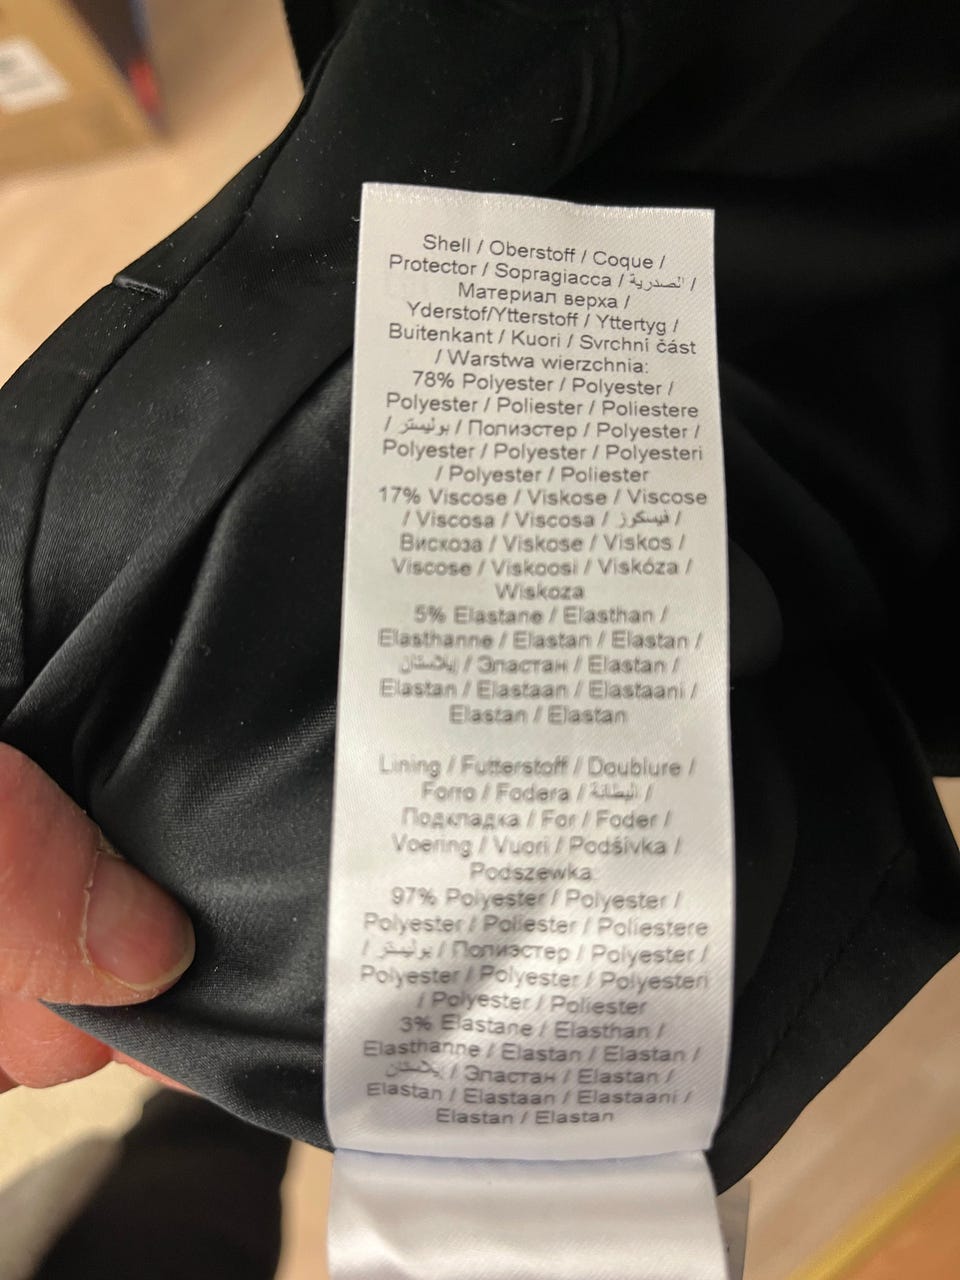 Shell / Oberstoff / Coque /
Protector / Sopragiacca / الصدرية /
Материал верха /
Yderstof/Ytterstoff / Yttertyg /
Buitenkant / Kuori / Svrchní část
/ Warstwa wierzchnia:
78% Polyester / Polyester /
Polyester / Poliester / Poliestere
/ بوليستر / Полиэстер / Polyester /
Polyester / Polyester / Polyesteri
/ Polyester / Poliester
17% Viscose / Viskose / Viscose
/ Viscosa / Viscosa / فيسكوز /
Вискоза / Viskose / Viskos /
Viscose / Viskoosi / Viskóza /
Wiskoza
5% Elastane / Elasthan /
Elasthanne / Elastan / Elastan /
إيلاستان / Эластан / Elastan /
Elastan / Elastaan / Elastaani /
Elastan / Elastan
Lining / Futterstoff / Doublure /
Forro / Fodera / البطانة /
Подкладка / For / Foder /
Voering / Vuori / Podšívka /
Podszewka:
97% Polyester / Polyester /
Polyester / Poliester / Poliestere
/ بوليستر / Полиэстер / Polyester /
Polyester / Polyester / Polyesteri
/ Polyester / Poliester
3% Elastane / Elasthan /
Elasthanne / Elastan / Elastan /
إيلاستان / Эластан / Elastan /
Elastan / Elastaan / Elastaani /
Elastan / Elastan